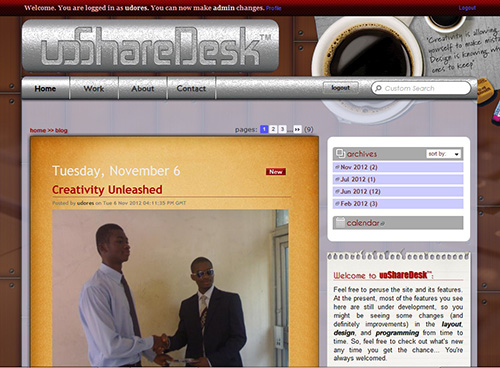 Welcome. You are logged in as udores. You can now make admin changes. Profile
Logout
uoShareDesk™
"Creativity is allowing
yourself to make mista
Design is knowing wh
ones to keep"
Home
Work
About
Contact
logout
Custom Search
home >> blog
pages: 1 2 3 ... »» (9)
Tuesday, November 6
New
Creativity Unleashed
Posted by udores on Tue 6 Nov 2012 04:11:35 PM GMT
archives
sort by:
Nov 2012 (2)
Jul 2012 (1)
Jun 2012 (12)
Feb 2012 (3)
calendar
Welcome to uoShareDesk™:
Feel free to peruse the site and its features.
At the present, most of the features you see
here are still under development, so you
might be seeing some changes (and
definitely improvements) in the layout,
design, and programming from time to
time. So, feel free to check out what's new
any time you get the chance... You're
always welcomed.